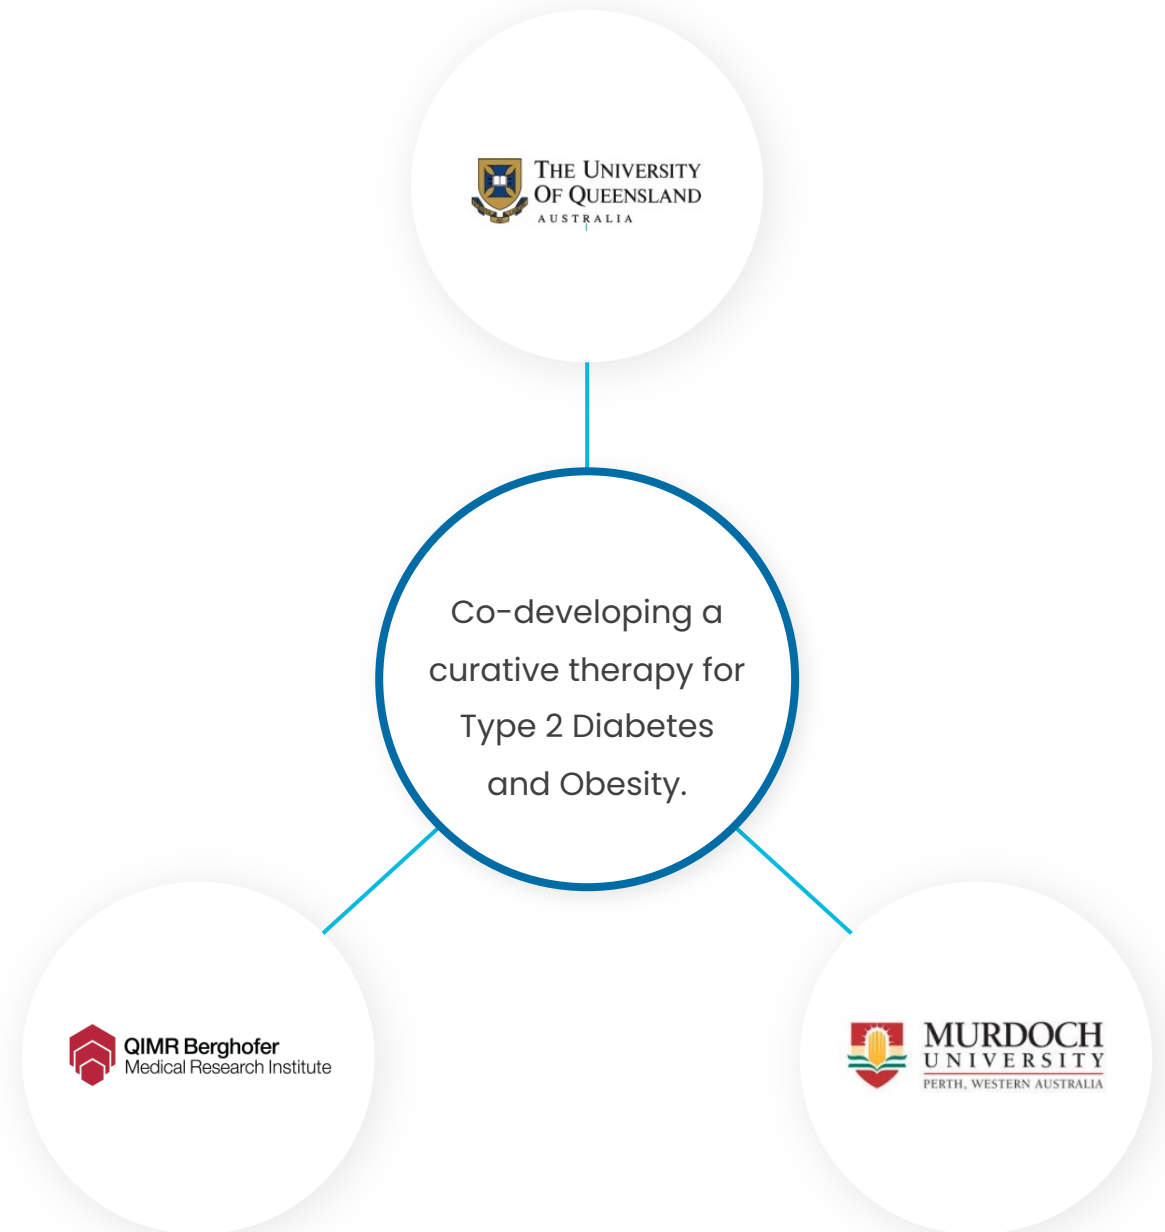 THE UNIVERSITY
OF QUEENSLAND
AUSTRALIA
Co-developing a
curative therapy for
Type 2 Diabetes
and Obesity.
QIMR Berghofer
Medical Research Institute
MURDOCH
UNIVERSITY
PERTH, WESTERN AUSTRALIA